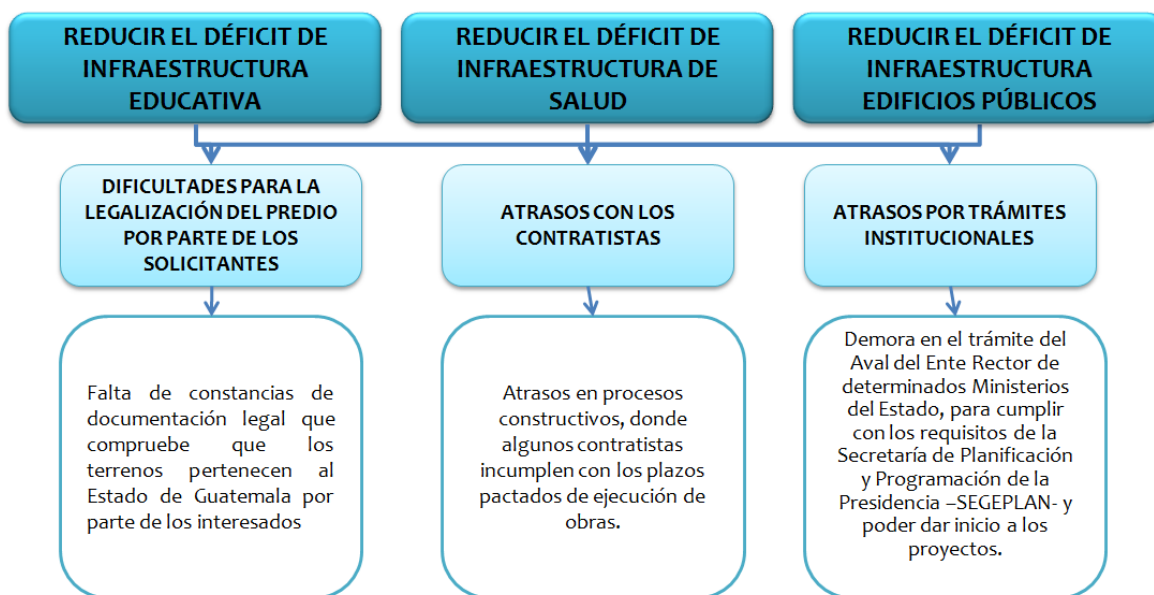 REDUCIR EL DÉFICIT DE
INFRAESTRUCTURA
EDUCATIVA
REDUCIR EL DÉFICIT DE
INFRAESTRUCTURA DE
SALUD
REDUCIR EL DÉFICIT DE
INFRAESTRUCTURA
EDIFICIOS PÚBLICOS
DIFICULTADES PARA LA
LEGALIZACIÓN DEL PREDIO
POR PARTE DE LOS
SOLICITANTES
ATRASOS CON LOS
CONTRATISTAS
ATRASOS POR TRÁMITES
INSTITUCIONALES
Falta de constancias de
documentación legal que
compruebe que los
terrenos pertenecen al
Estado de Guatemala por
parte de los interesados
Atrasos en procesos
constructivos, donde
algunos contratistas
incumplen con los plazos
pactados de ejecución de
obras.
Demora en el trámite del
Aval del Ente Rector de
determinados Ministerios
del Estado, para cumplir
con los requisitos de la
Secretaría de Planificación
y Programación de la
Presidencia –SEGEPLAN- y
poder dar inicio a los
proyectos.